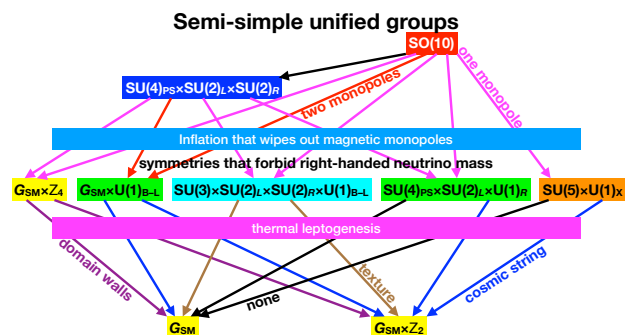 Semi-simple unified groups
SO(10)
one monopole
SU(4)PS×SU(2)L×SU(2)R
two monopoles
Inflation that wipes out magnetic monopoles
symmetries that forbid right-handed neutrino mass
GSM×ℤ4
GSM×U(1)B–L
SU(3)×SU(2)L×SU(2)R×U(1)B–L
SU(4)PS×SU(2)L×U(1)R
SU(5)×U(1)X
thermal leptogenesis
domain walls
none
texture
cosmic string
GSM
GSM×ℤ2